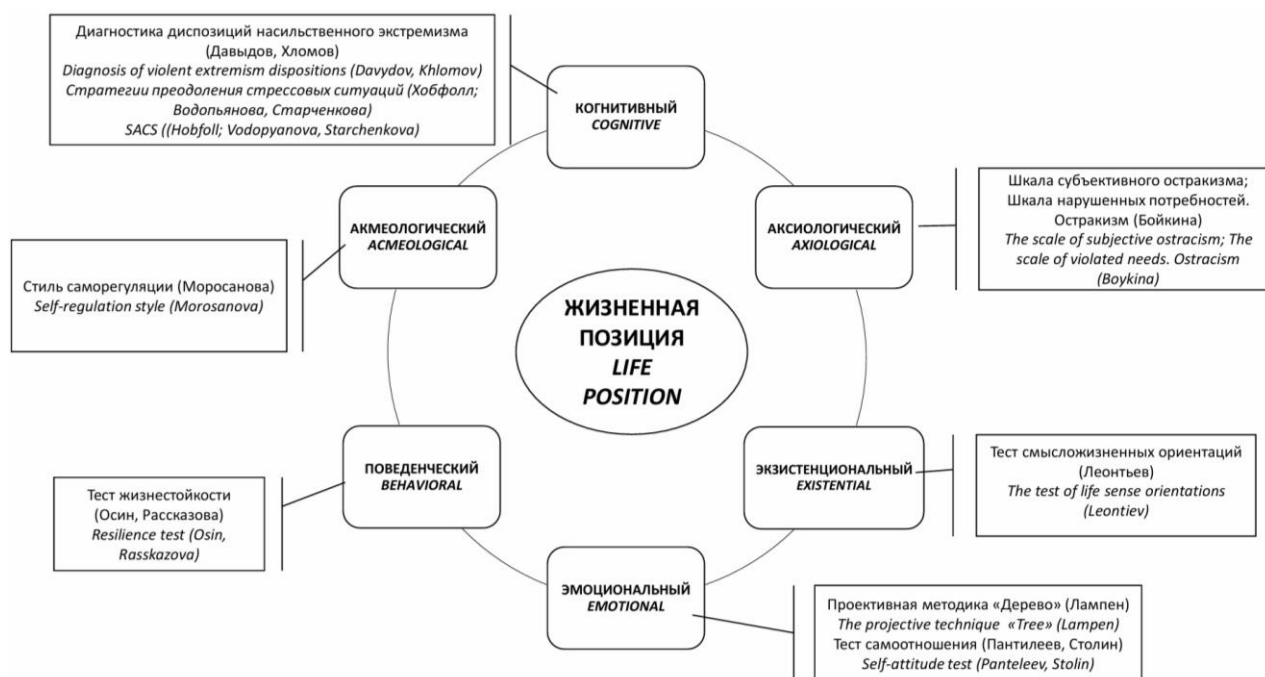 Диагностика диспозиций насильственного экстремизма
(Давыдов, Хломов)
Diagnosis of violent extremism dispositions (Davydov, Khlomov)
Стратегии преодоления стрессовых ситуаций (Хобфолл;
Водопьянова, Старченкова)
SACS ((Hobfoll; Vodopyanova, Starchenkova)
КОГНИТИВНЫЙ
COGNITIVE
АКМЕОЛОГИЧЕСКИЙ
ACMEOLOGICAL
АКСИОЛОГИЧЕСКИЙ
AXIOLOGICAL
Шкала субъективного остракизма;
Шкала нарушенных потребностей.
Остракизм (Бойкина)
The scale of subjective ostracism; The
scale of violated needs. Ostracism
(Boykina)
Стиль саморегуляции (Моросанова)
Self-regulation style (Morosanova)
ЖИЗНЕННАЯ
ПОЗИЦИЯ
LIFE
POSITION
ПОВЕДЕНЧЕСКИЙ
BEHAVIORAL
ЭКЗИСТЕНЦИОНАЛЬНЫЙ
EXISTENTIAL
Тест смысложизненных ориентаций
(Леонтьев)
The test of life sense orientations
(Leontiev)
Тест жизнестойкости
(Осин, Рассказова)
Resilience test (Osin,
Rasskazova)
ЭМОЦИОНАЛЬНЫЙ
EMOTIONAL
Проективная методика «Дерево» (Лампен)
The projective technique «Tree» (Lampen)
Тест самоотношения (Пантилеев, Столин)
Self-attitude test (Panteleev, Stolin)